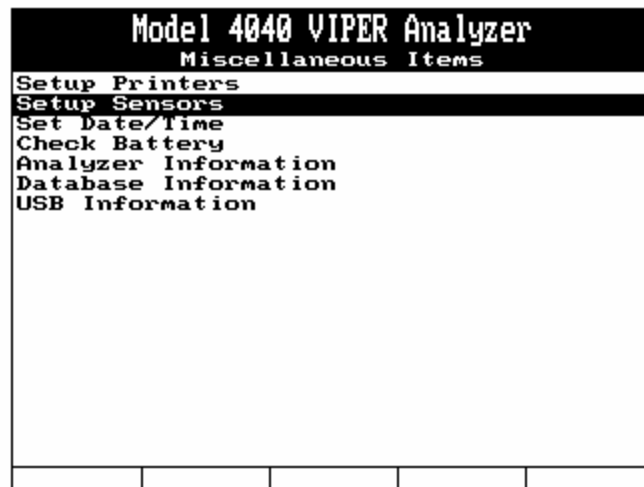 Model 4040 VIPER Analyzer
Miscellaneous Items
Setup Printers
Setup Sensors
Set Date/Time
Check Battery
Analyzer Information
Database Information
USB Information